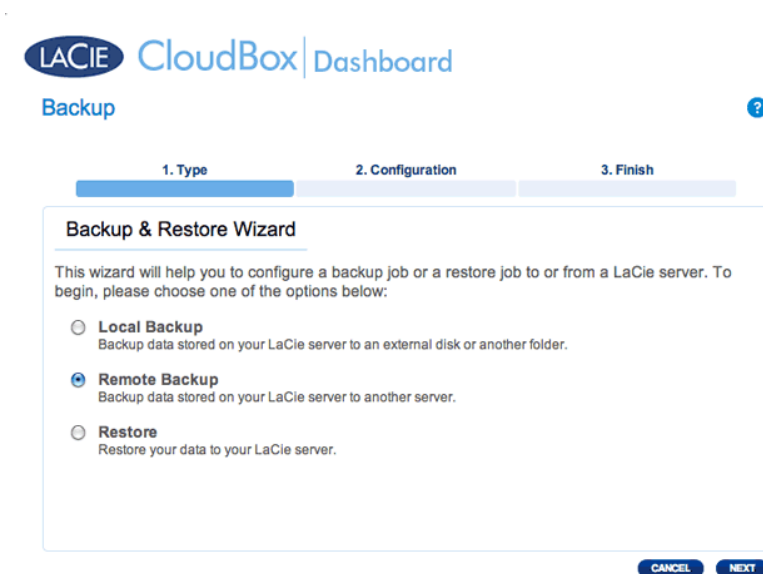 LACIE CloudBox Dashboard
Backup
?
1. Type 2. Configuration 3. Finish
Backup & Restore Wizard
This wizard will help you to configure a backup job or a restore job to or from a LaCie server. To
begin, please choose one of the options below:
Local Backup
Backup data stored on your LaCie server to an external disk or another folder.
Remote Backup
Backup data stored on your LaCie server to another server.
Restore
Restore your data to your LaCie server.
CANCEL NEXT